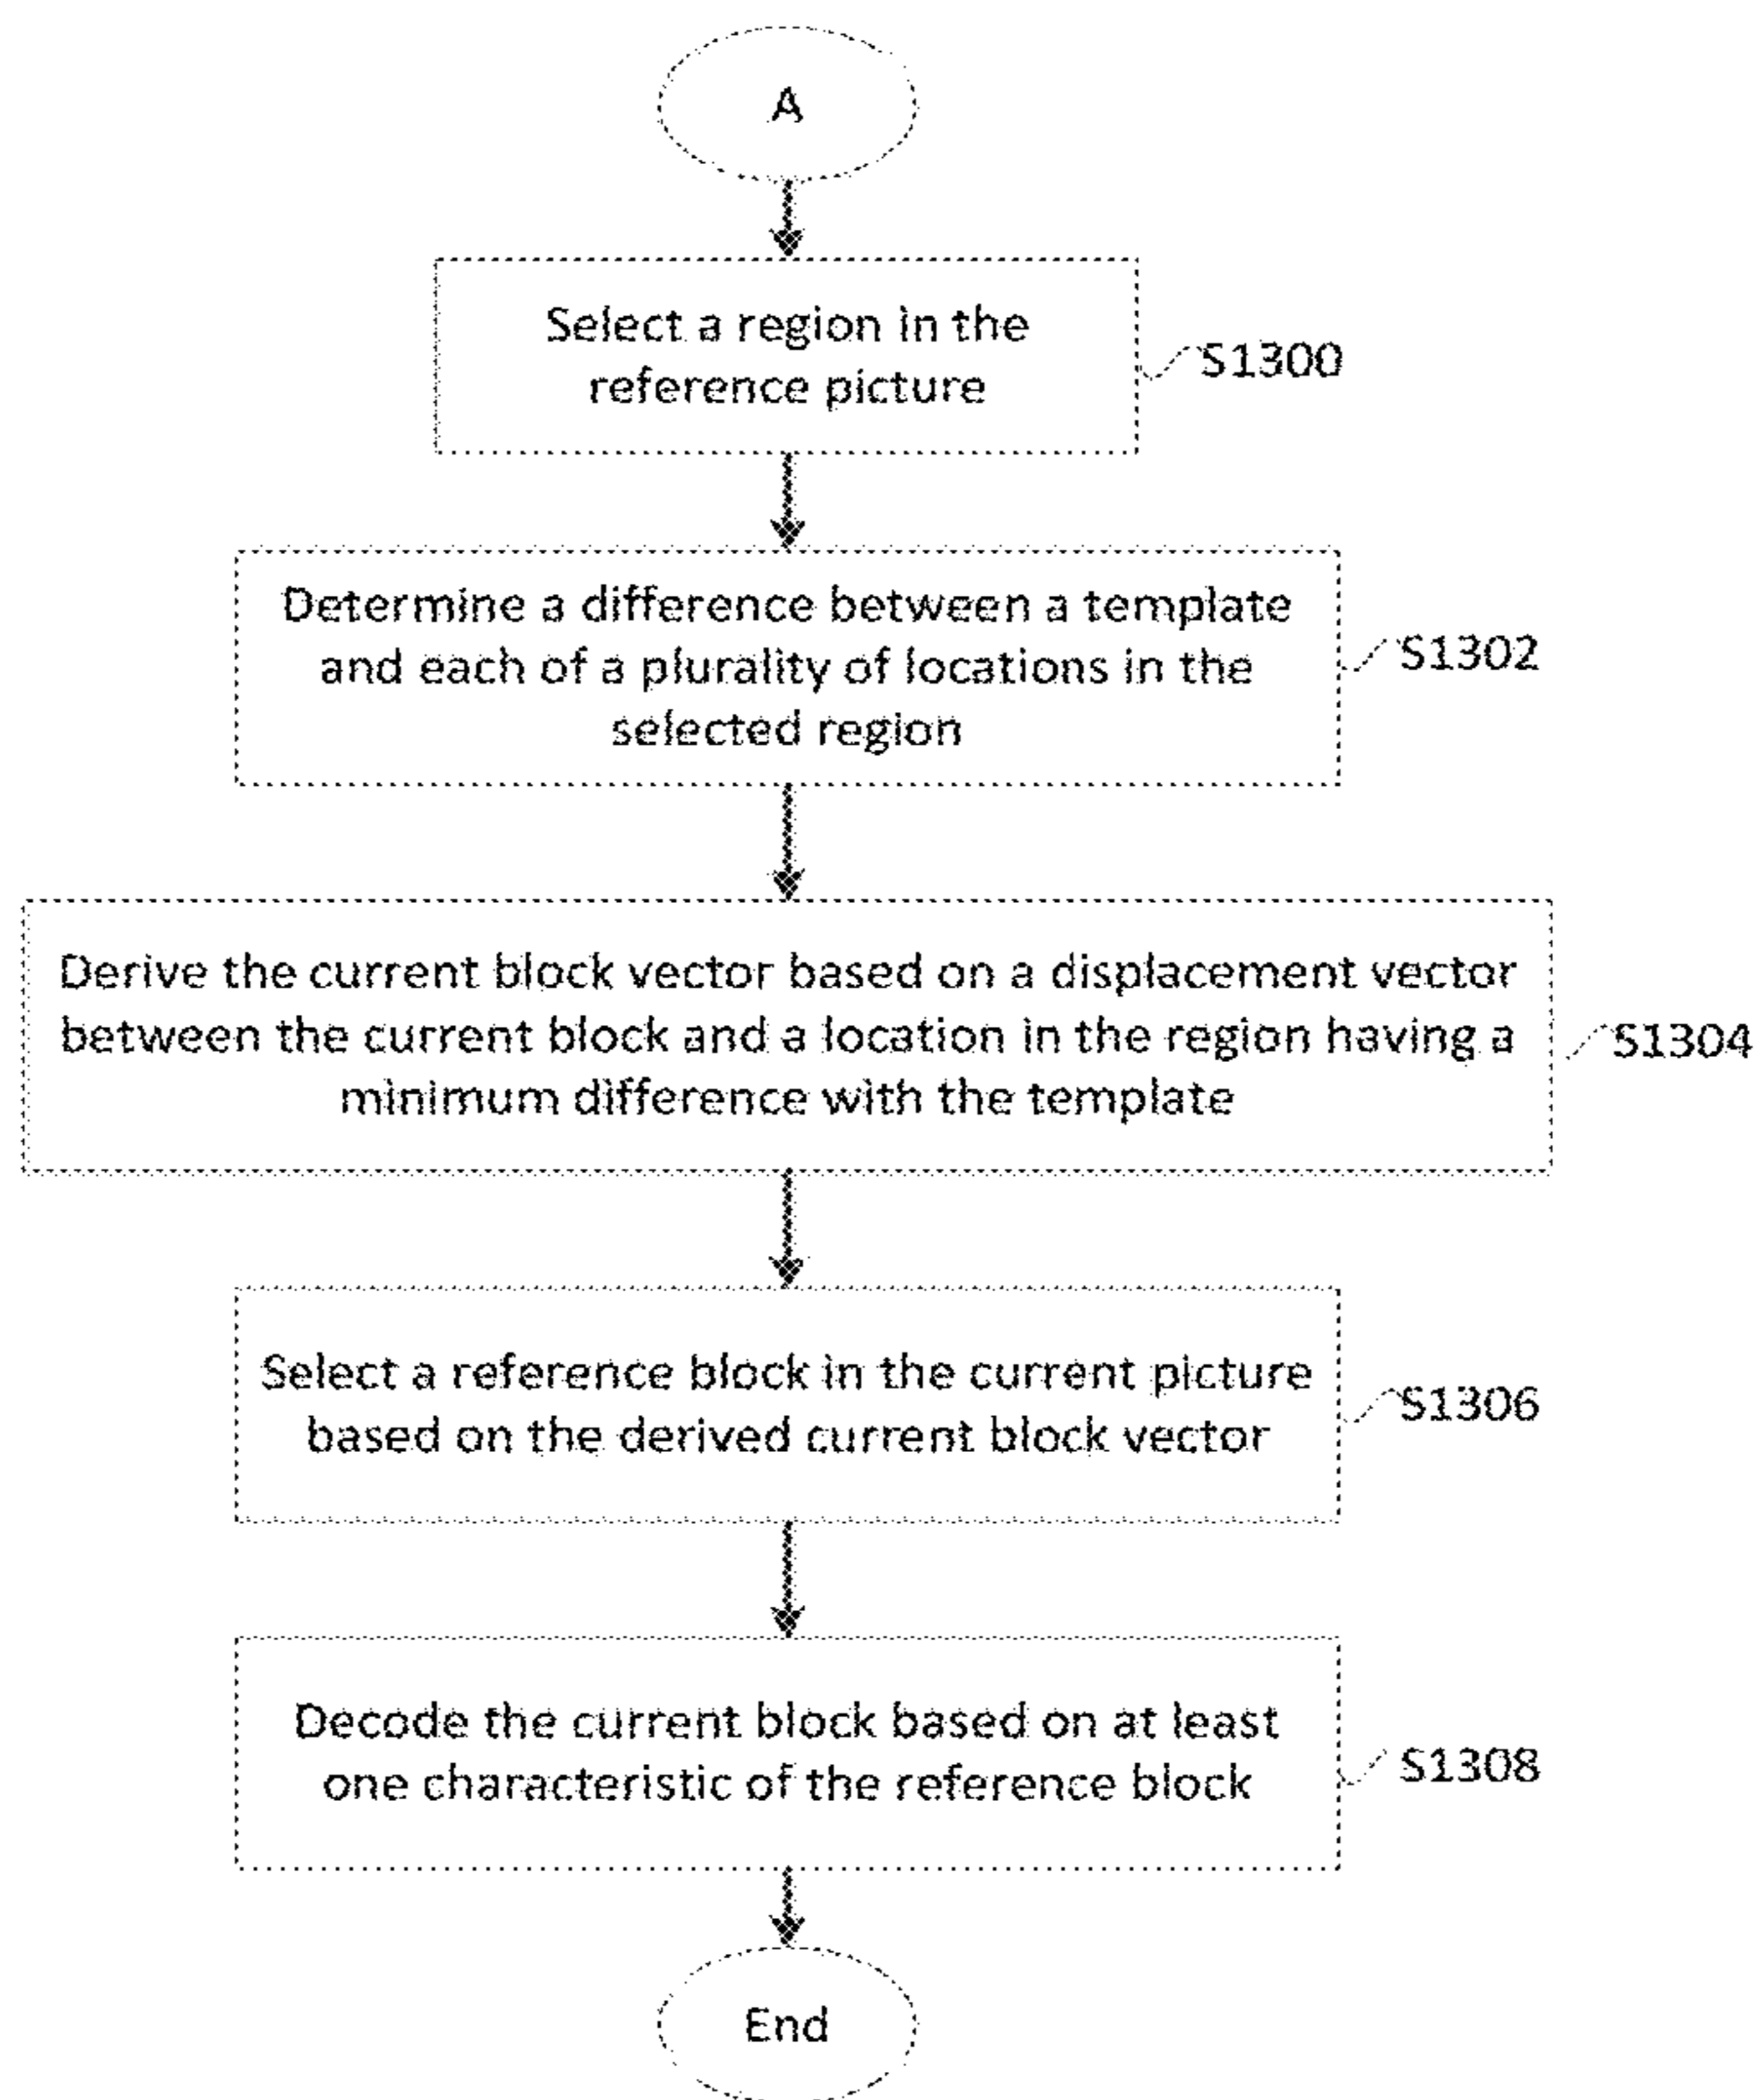 A
Select a region in the
reference picture
S1300
Determine a difference between a template
and each of a plurality of locations in the
selected region
S1302
Derive the current block vector based on a displacement vector
between the current block and a location in the region having a
minimum difference with the template
S1304
Select a reference block in the current picture
based on the derived current block vector
S1306
Decode the current block based on at least
one characteristic of the reference block
S1308
End